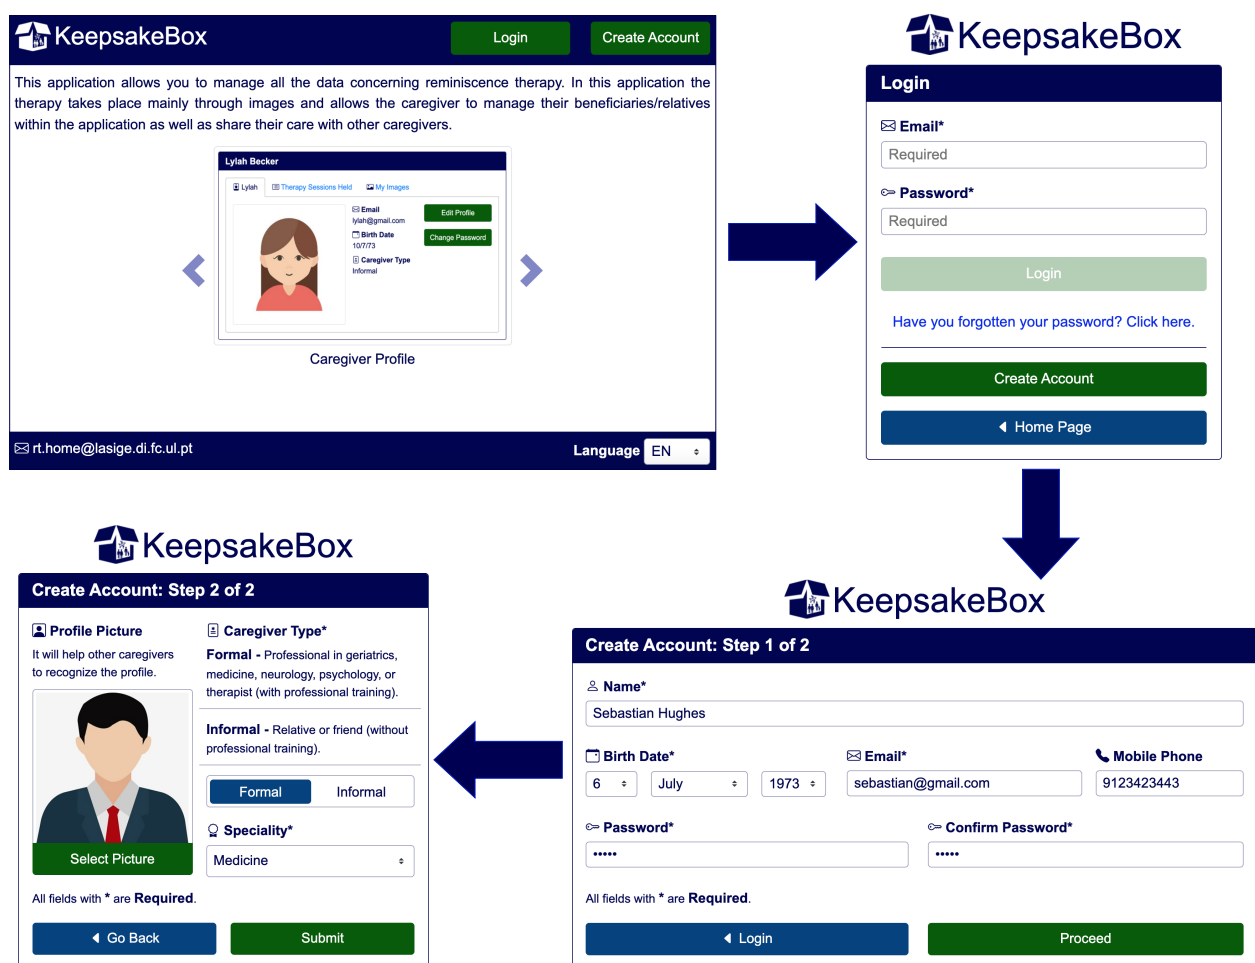 KeepsakeBox
Login
Create Account
This application allows you to manage all the data concerning reminiscence therapy. In this application the
therapy takes place mainly through images and allows the caregiver to manage their beneficiaries/relatives
within the application as well as share their care with other caregivers.
Lylah Becker
Lylah
Therapy Sessions Held
My Images
Email
lylah@gmail.com
Birth Date
10/7/73
Caregiver Type
Informal
Edit Profile
Change Password
Caregiver Profile
rt.home@lasige.di.fc.ul.pt
Language
EN
KeepsakeBox
Login
Email*
Required
Password*
Required
Login
Have you forgotten your password? Click here.
Create Account
Home Page
KeepsakeBox
Create Account: Step 1 of 2
Name*
Sebastian Hughes
Birth Date*
6
July
1973
Email*
sebastian@gmail.com
Mobile Phone
9123423443
Password*
•••••
Confirm Password*
•••••
All fields with * are Required.
Login
Proceed
KeepsakeBox
Create Account: Step 2 of 2
Profile Picture
It will help other caregivers
to recognize the profile.
Select Picture
Caregiver Type*
Formal - Professional in geriatrics,
medicine, neurology, psychology, or
therapist (with professional training).
Informal - Relative or friend (without
professional training).
Formal
Informal
Speciality*
Medicine
All fields with * are Required.
Go Back
Submit